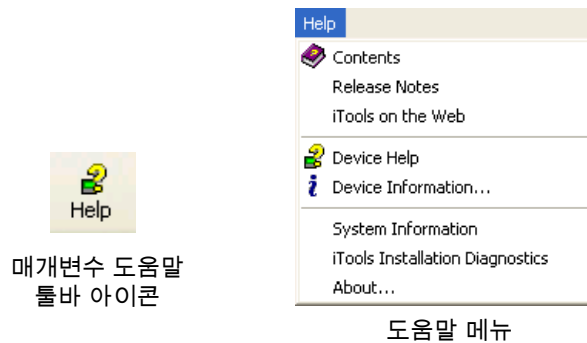 Help
매개변수 도움말
툴바 아이콘
Help
Contents
Release Notes
iTools on the Web
Device Help
Device Information...
System Information
iTools Installation Diagnostics
About...
도움말 메뉴